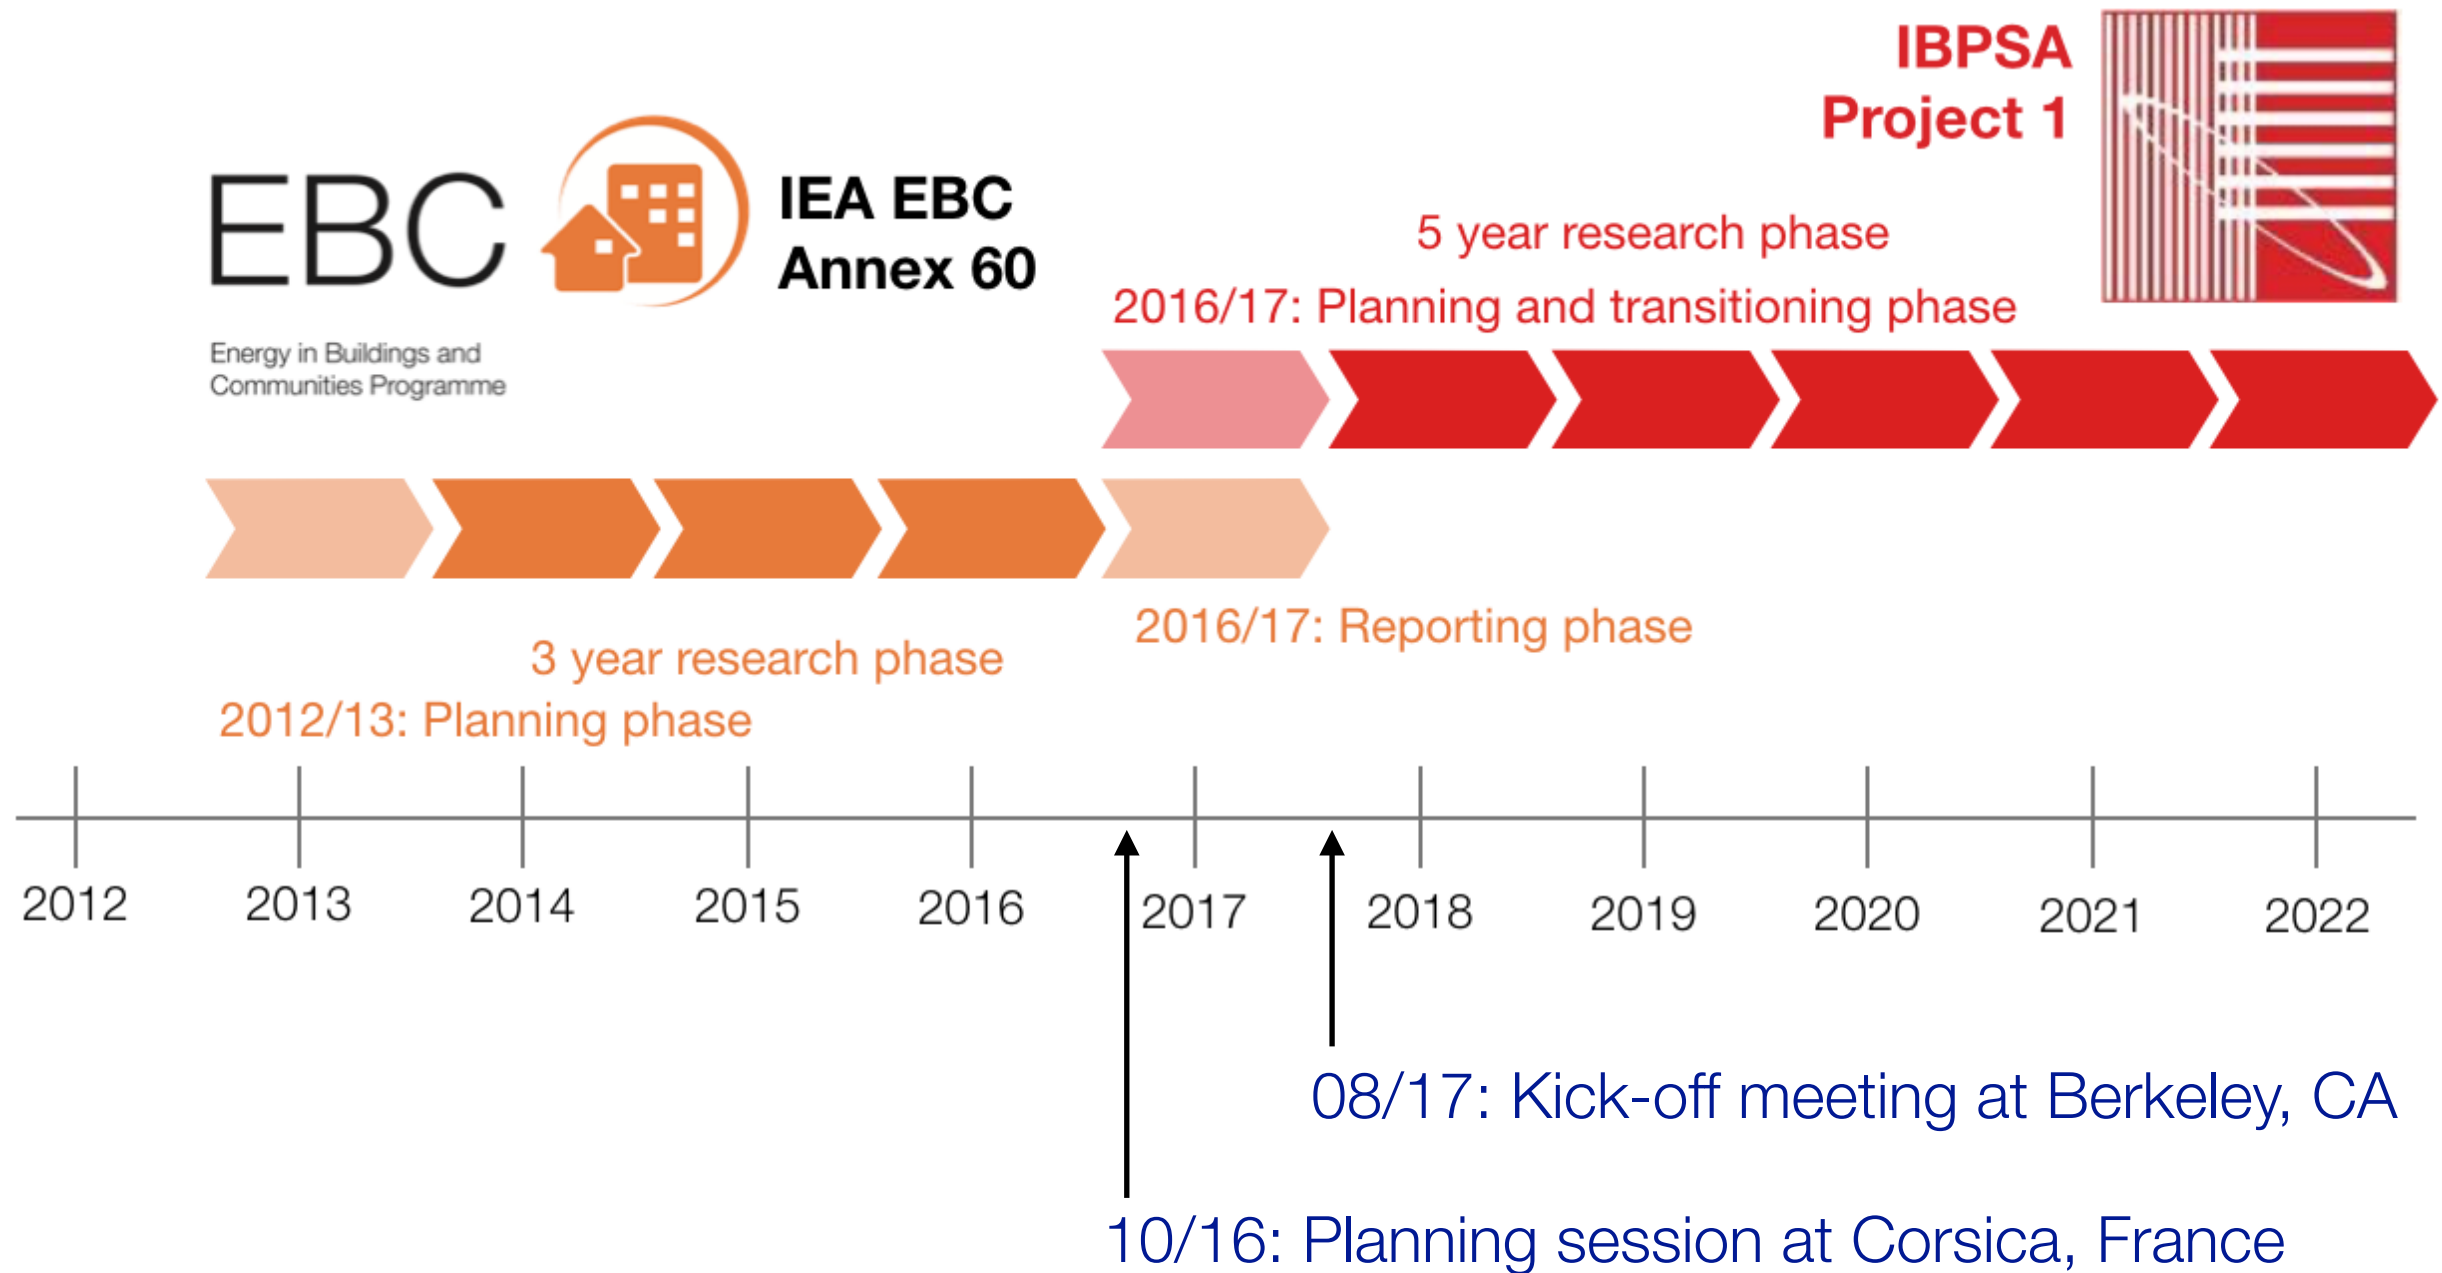 IBPSA
Project 1
EBC
IEA EBC
Annex 60
Energy in Buildings and
Communities Programme
5 year research phase
2016/17: Planning and transitioning phase
2016/17: Reporting phase
3 year research phase
2012/13: Planning phase
2012 2013 2014 2015 2016 2017 2018 2019 2020 2021 2022
08/17: Kick-off meeting at Berkeley, CA
10/16: Planning session at Corsica, France